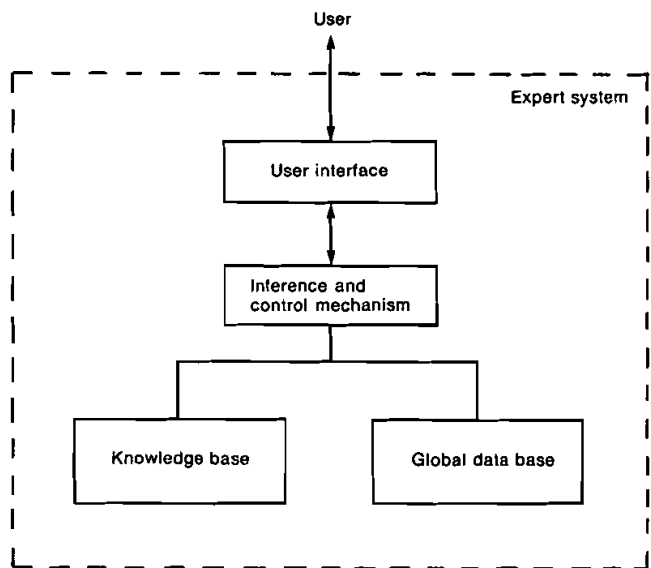 User
Expert system
User interface
Inference and
control mechanism
Knowledge base
Global data base